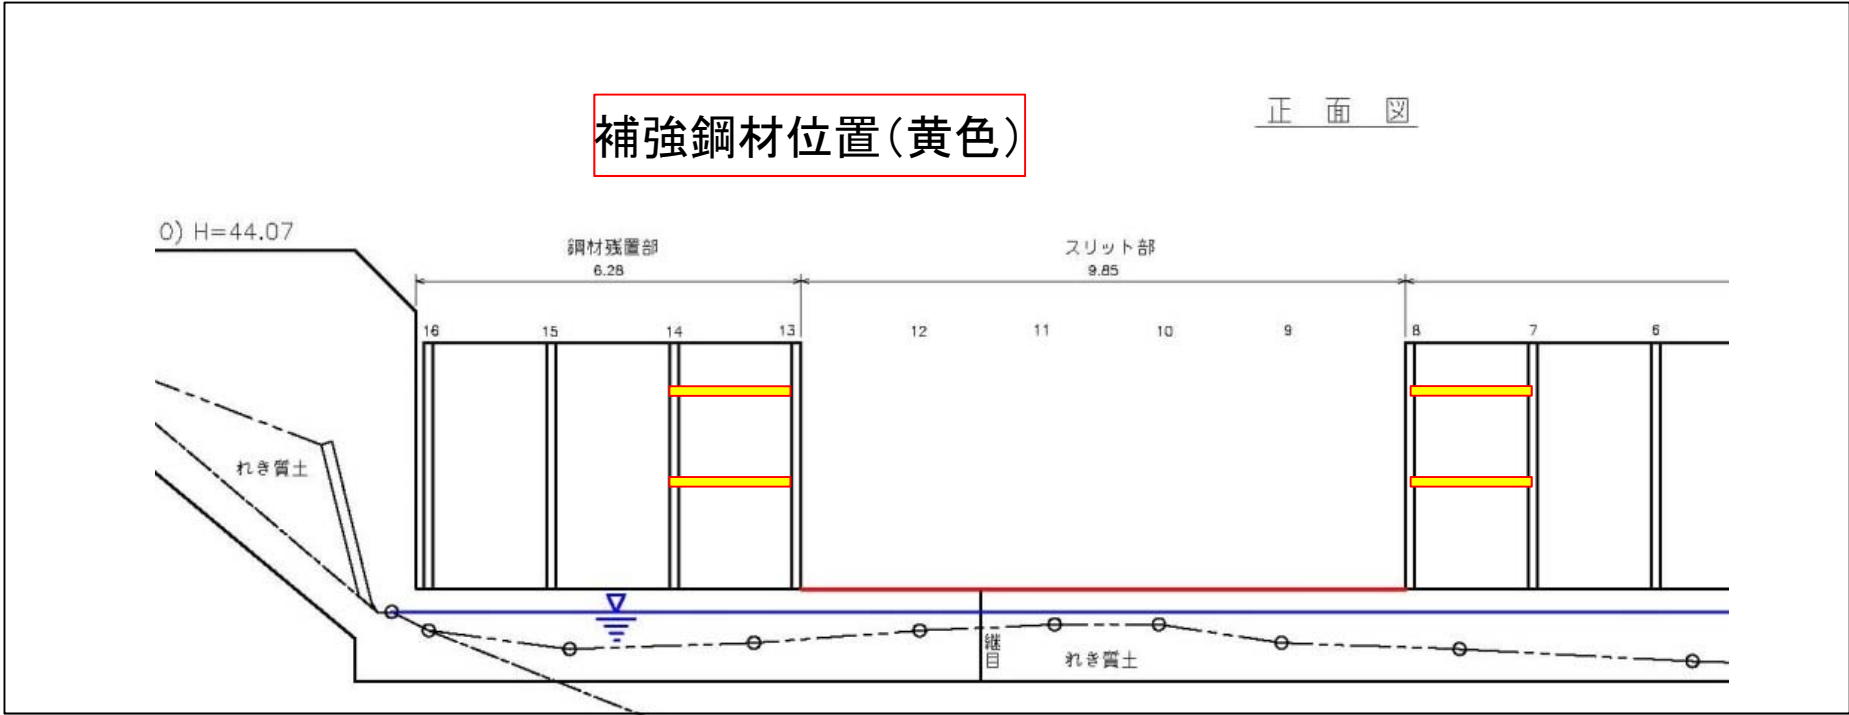 補強鋼材位置(黄色)
正 面 図
0) H=44.07
鋼材残置部
スリット部
6.28
9.85
16 15 14 13 12 11 10 9 8 7 6
れき質土
継目
れき質土